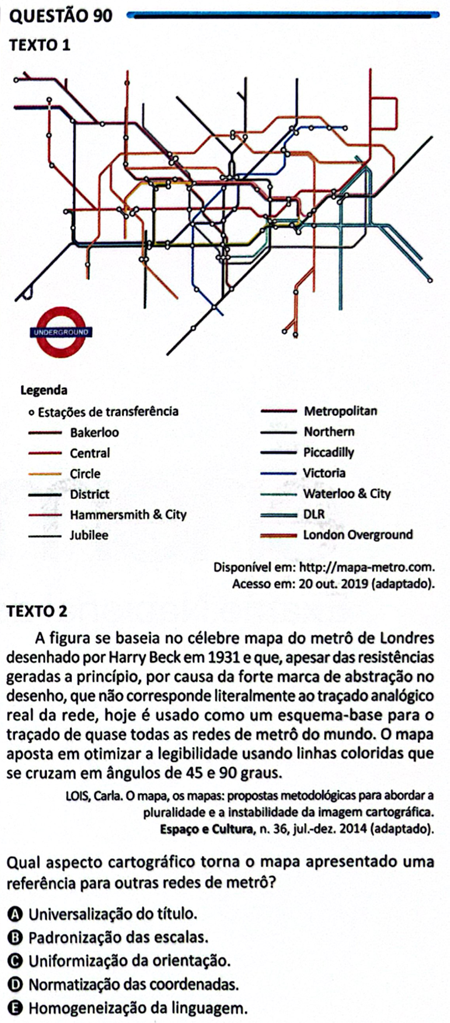 QUESTÃO 90
TEXTO 1
UNDERGROUND
Legenda
Estações de transferência
Bakerloo
Central
Circle
District
Hammersmith & City
Jubilee
Metropolitan
Northern
Piccadilly
Victoria
Waterloo & City
DLR
London Overground
Disponível em: http://mapa-metro.com.
Acesso em: 20 out. 2019 (adaptado).
TEXTO 2
A figura se baseia no célebre mapa do metrô de Londres
desenhado por Harry Beck em 1931 e que, apesar das resistências
geradas a princípio, por causa da forte marca de abstração no
desenho, que não corresponde literalmente ao traçado analógico
real da rede, hoje é usado como um esquema-base para o
traçado de quase todas as redes de metrô do mundo. O mapa
aposta em otimizar a legibilidade usando linhas coloridas que
se cruzam em ângulos de 45 e 90 graus.
LOIS, Carla. O mapa, os mapas: propostas metodológicas para abordar a
pluralidade e a instabilidade da imagem cartográfica.
Espaço e Cultura, n. 36, jul.-dez. 2014 (adaptado).
Qual aspecto cartográfico torna o mapa apresentado uma
referência para outras redes de metrô?
A Universalização do título.
B Padronização das escalas.
C Uniformização da orientação.
D Normatização das coordenadas.
E Homogeneização da linguagem.